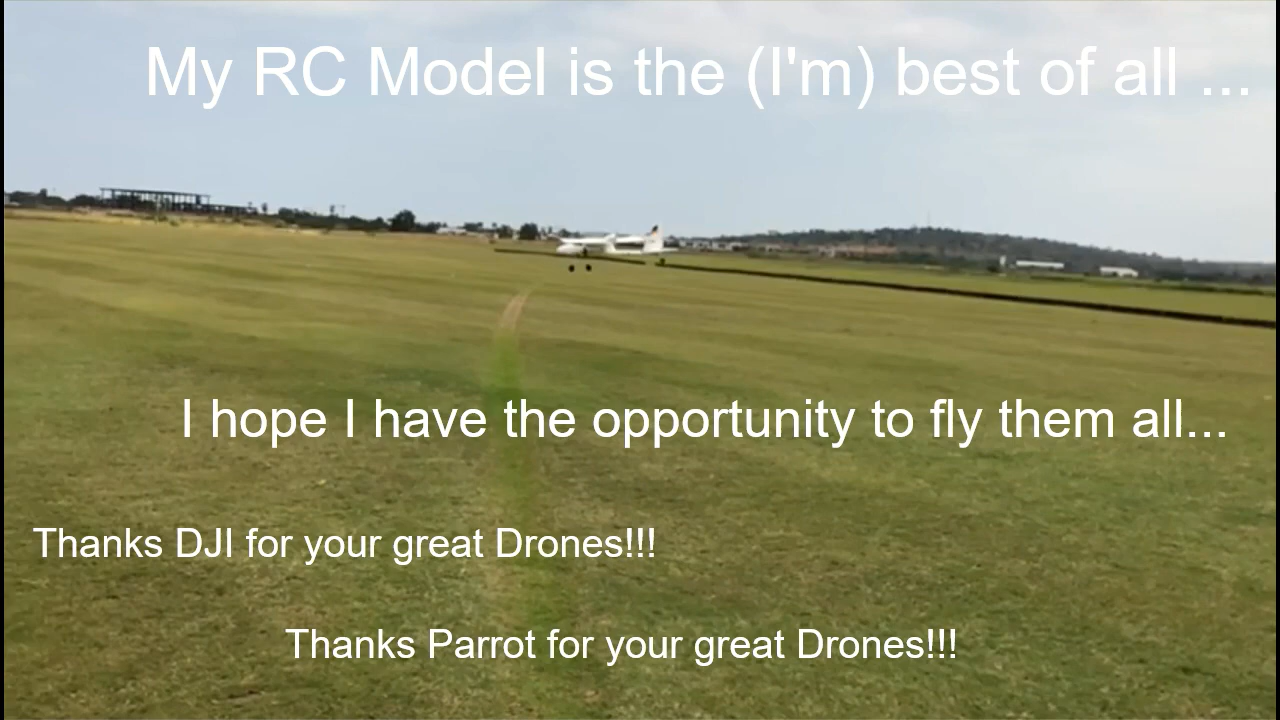 My RC Model is the (I'm) best of all ...
I hope I have the opportunity to fly them all...
Thanks DJI for your great Drones!!!
Thanks Parrot for your great Drones!!!